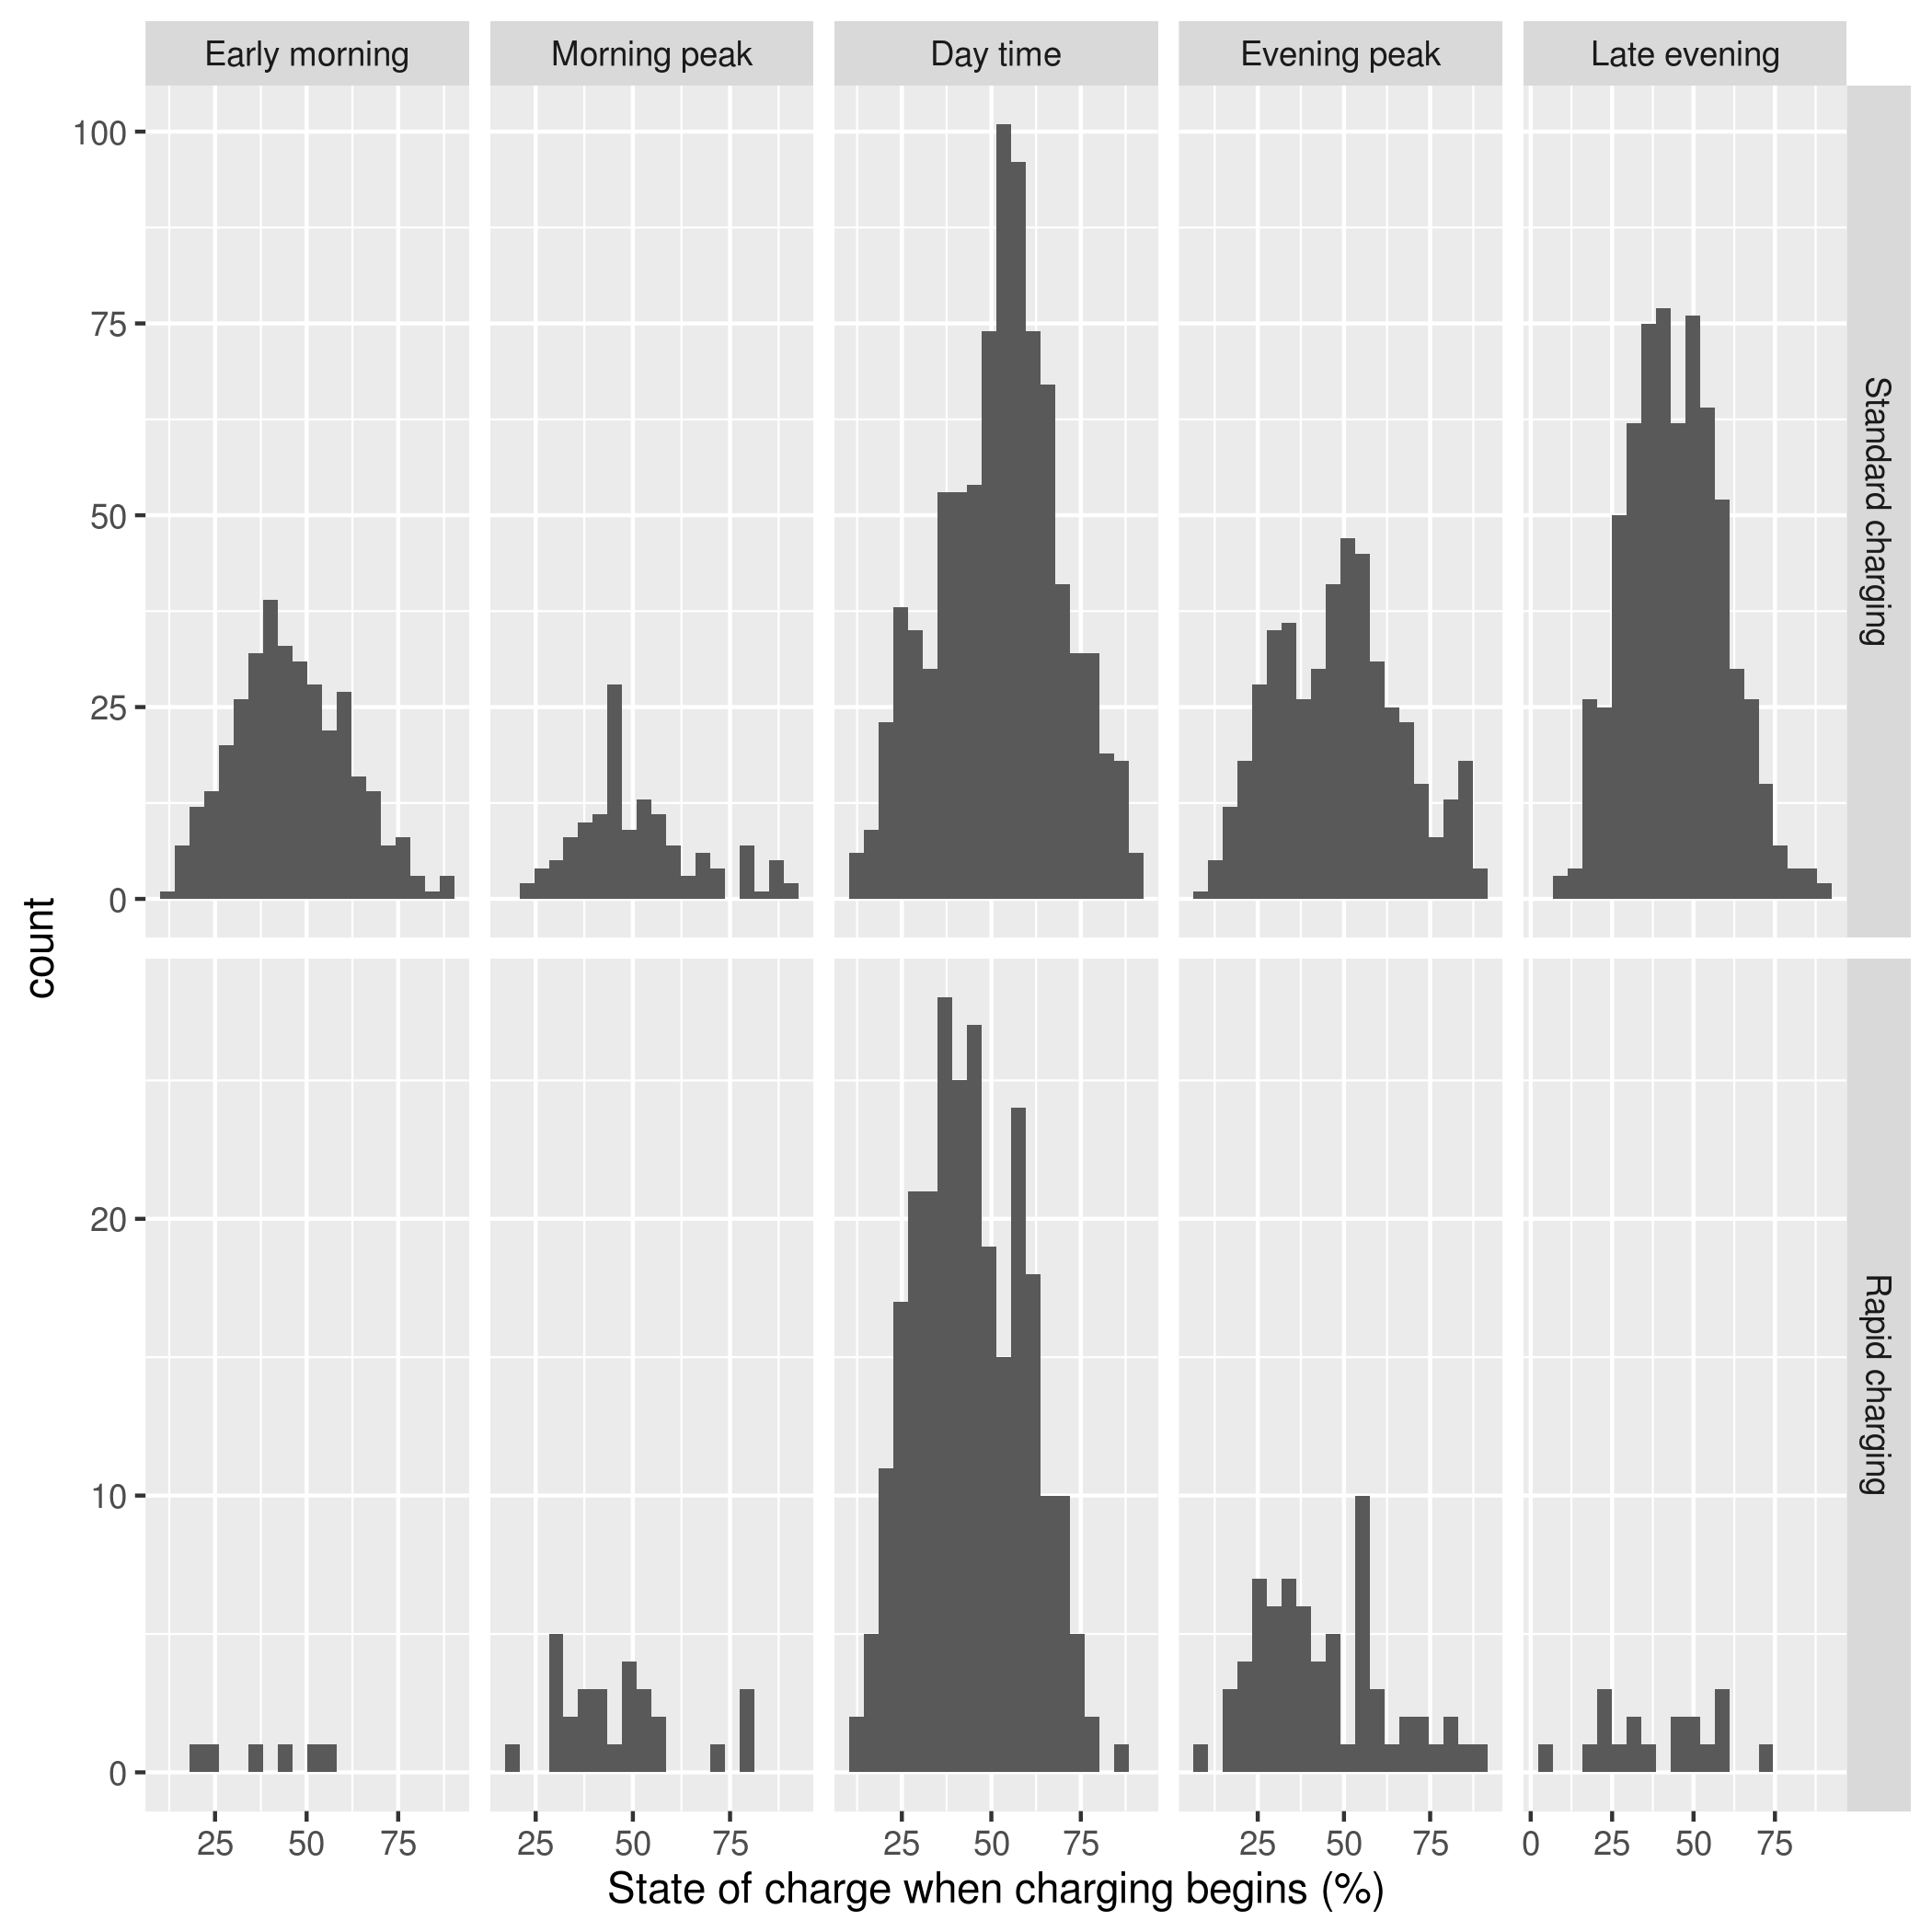 Early morning
Morning peak
Day time
Evening peak
Late evening
100
75
50
25
0
Standard charging
count
20
10
0
Rapid charging
25 50 75
25 50 75
25 50 75
25 50 75
0 25 50 75
State of charge when charging begins (%)